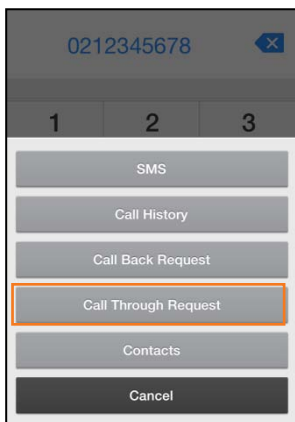 0212345678
1 2 3
SMS
Call History
Call Back Request
Call Through Request
Contacts
Cancel